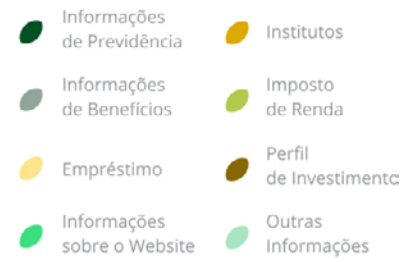 Informações
de Previdência
Institutos
Informações
de Benefícios
Imposto
de Renda
Empréstimo
Perfil
de Investimento
Informações
sobre o Website
Outras
Informações